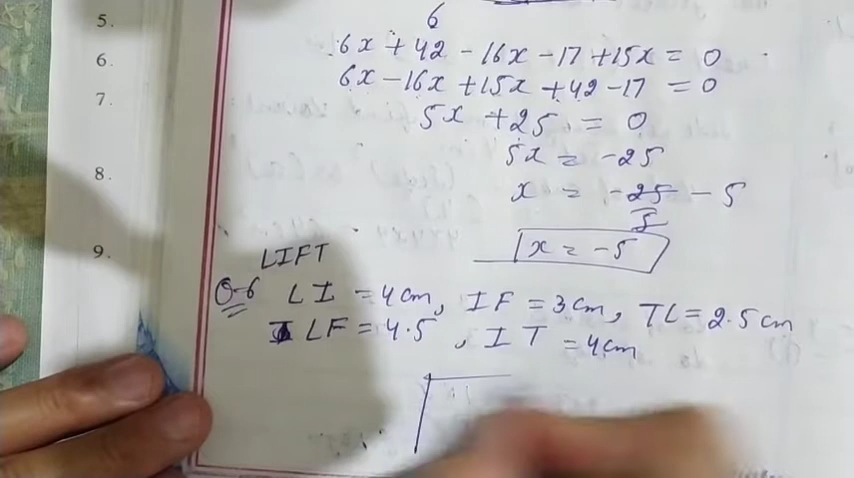 5.
6
6.
6x + 42 - 16x - 17 + 15x = 0
7.
6x - 16x + 15x + 42 - 17 = 0
5x + 25 = 0
5x = -25
8.
x = -25/5 - 5
9.
x = -5
LIFT
Q-6 LI = 4cm, IF = 3cm, TL = 2.5cm
LF = 4.5, IT = 4cm